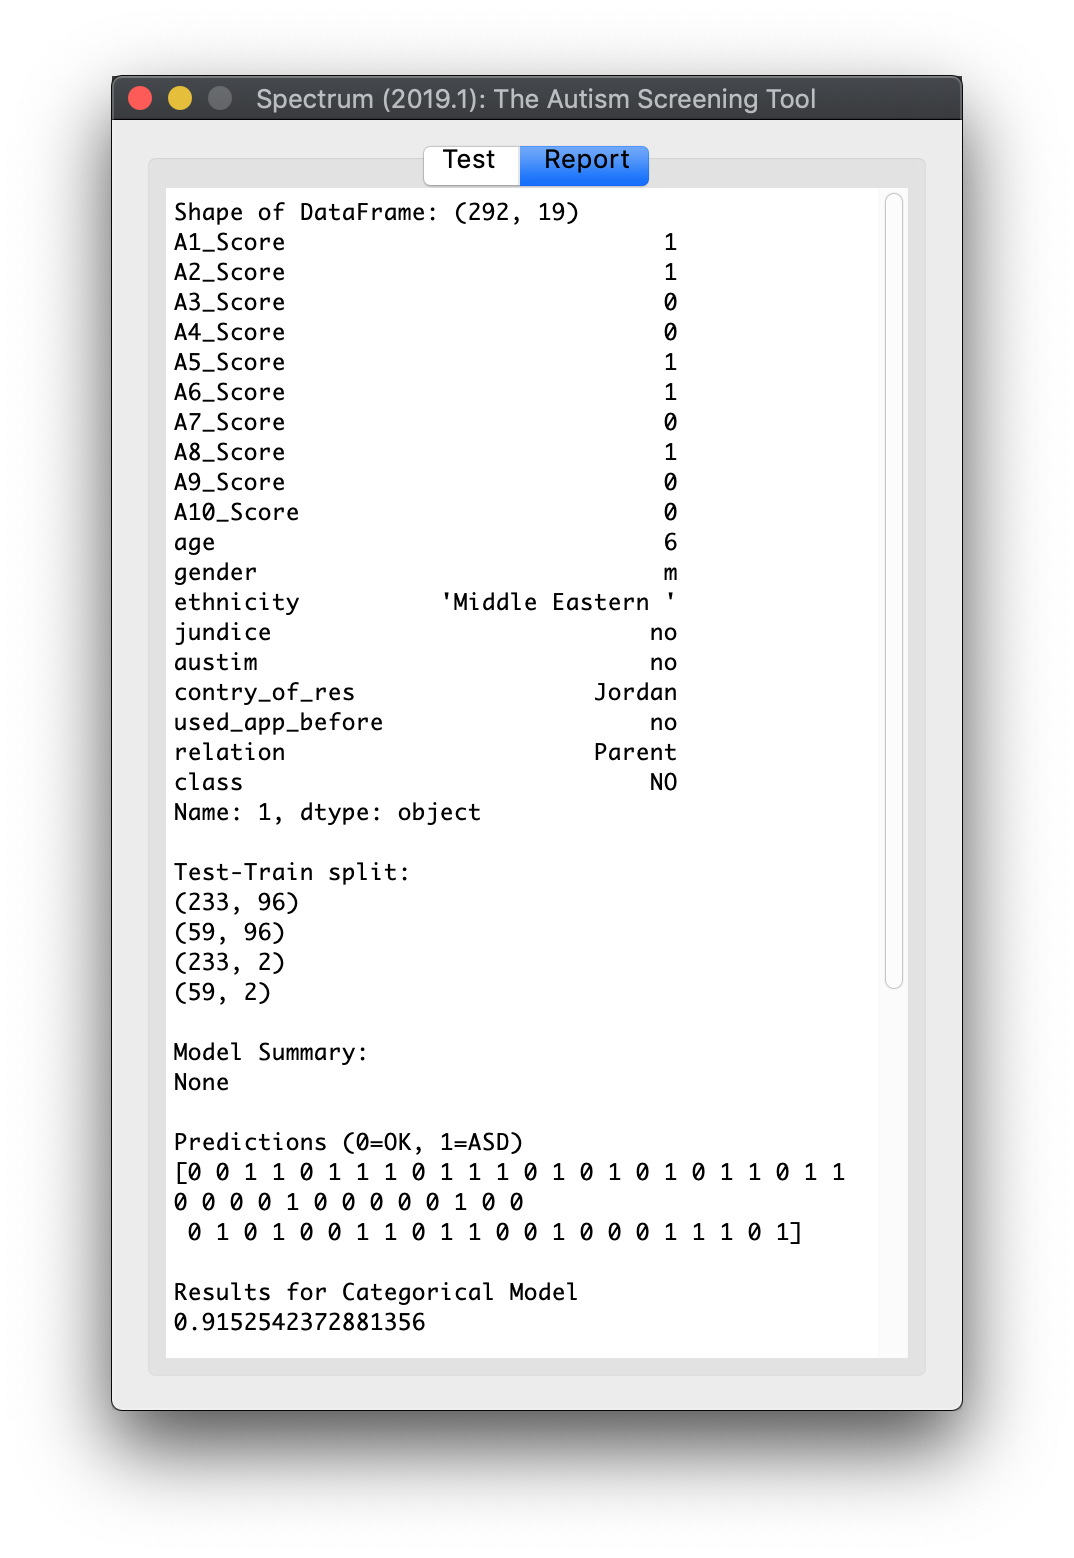 Spectrum (2019.1): The Autism Screening Tool
Test Report
Shape of DataFrame: (292, 19)
A1_Score 1
A2_Score 1
A3_Score 0
A4_Score 0
A5_Score 1
A6_Score 1
A7_Score 0
A8_Score 1
A9_Score 0
A10_Score 0
age 6
gender m
ethnicity 'Middle Eastern '
jundice no
austim no
contry_of_res Jordan
used_app_before no
relation Parent
class NO
Name: 1, dtype: object
Test-Train split:
(233, 96)
(59, 96)
(233, 2)
(59, 2)
Model Summary:
None
Predictions (0=OK, 1=ASD)
[0 0 1 1 0 1 1 1 0 1 1 1 0 1 0 1 0 1 0 1 1 0 1 1
0 0 0 0 1 0 0 0 0 0 1 0 0
0 1 0 1 0 0 1 1 0 1 1 0 0 1 0 0 0 1 1 1 0 1]
Results for Categorical Model
0.9152542372881356